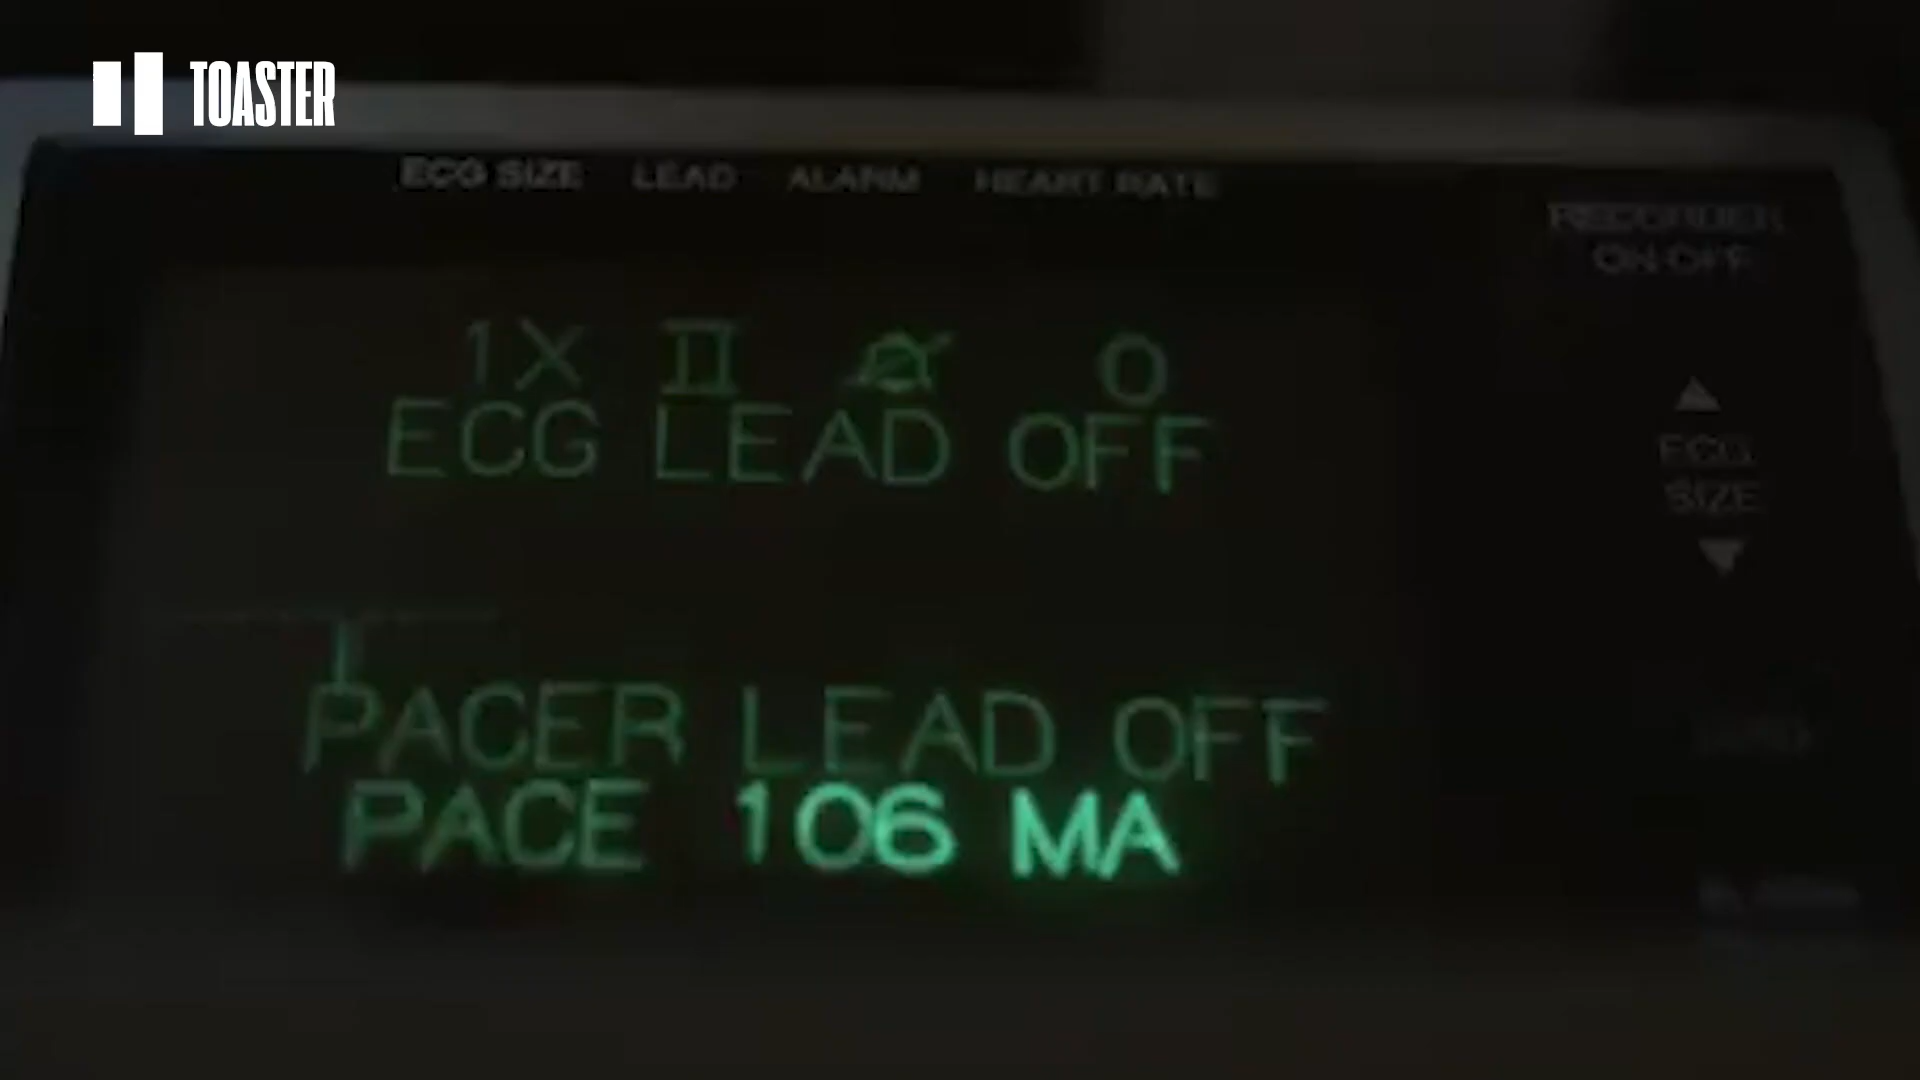 TOASTER
ECG SIZE LEAD ALARM HEART RATE
RECORDER
ON OFF
1X II 0
ECG LEAD OFF
ECG
SIZE
PACER LEAD OFF
PACE 106 MA